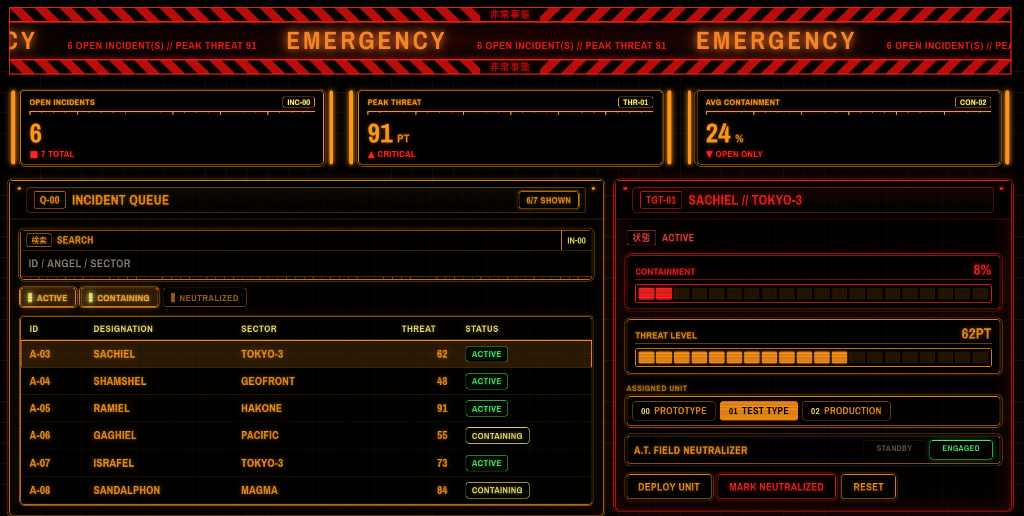 非常事態
CY 6 OPEN INCIDENT(S) // PEAK THREAT 91 EMERGENCY 6 OPEN INCIDENT(S) // PEAK THREAT 91 EMERGENCY 6 OPEN INCIDENT(S) // PEA
非常事態
OPEN INCIDENTS INC-00
6
■ 7 TOTAL
PEAK THREAT THR-01
91 PT
▲ CRITICAL
AVG CONTAINMENT CON-02
24 %
▼ OPEN ONLY
Q-00 INCIDENT QUEUE 6/7 SHOWN
検索 SEARCH IN-00
ID / ANGEL / SECTOR
ACTIVE CONTAINING NEUTRALIZED
ID DESIGNATION SECTOR THREAT STATUS
A-03 SACHIEL TOKYO-3 62 ACTIVE
A-04 SHAMSHEL GEOFRONT 48 ACTIVE
A-05 RAMIEL HAKONE 91 ACTIVE
A-06 GAGHIEL PACIFIC 55 CONTAINING
A-07 ISRAFEL TOKYO-3 73 ACTIVE
A-08 SANDALPHON MAGMA 84 CONTAINING
TGT-01 SACHIEL // TOKYO-3
状態 ACTIVE
CONTAINMENT 8%
THREAT LEVEL 62PT
ASSIGNED UNIT
00 PROTOTYPE 01 TEST TYPE 02 PRODUCTION
A.T. FIELD NEUTRALIZER STANDBY ENGAGED
DEPLOY UNIT MARK NEUTRALIZED RESET